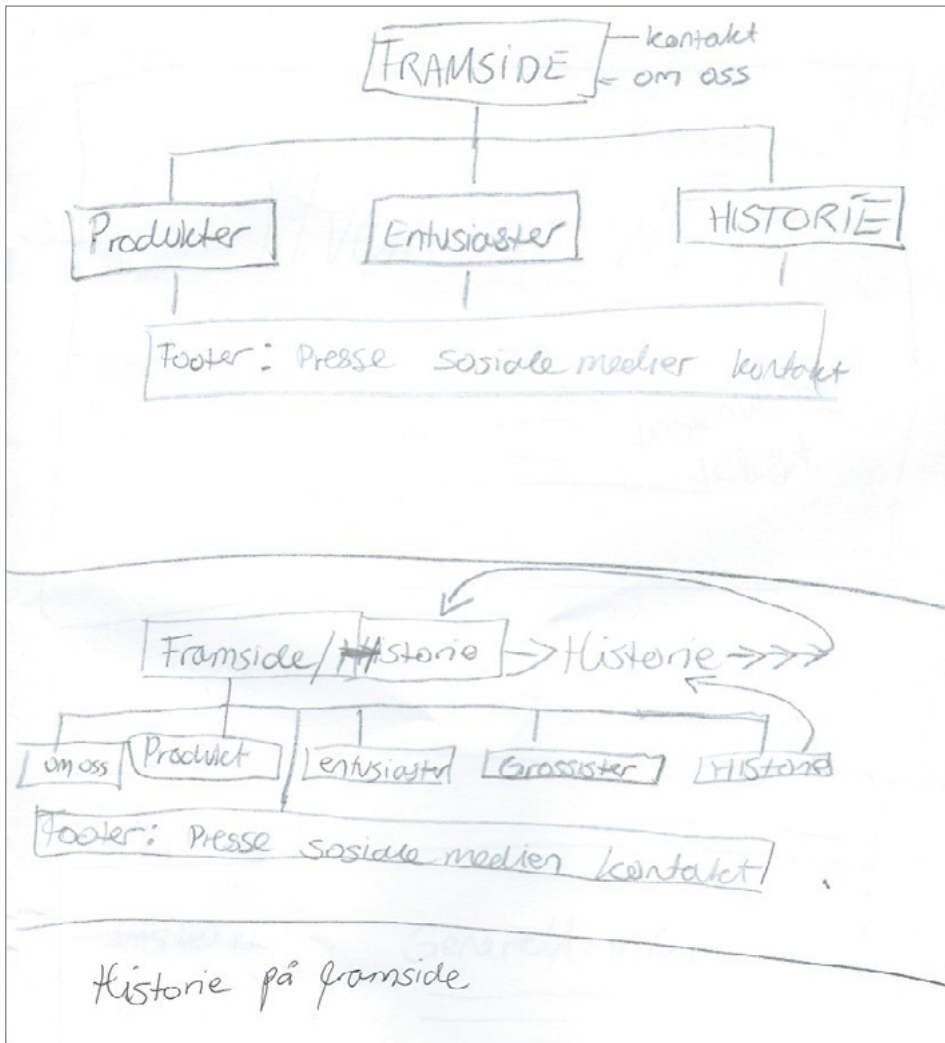 FRAMSIDE
kontakt
om oss
Produkter
Entusiaster
HISTORIE
Footer: Presse sosiale medier kontakt
Framside/Historie
Historie
om oss
Produkt
entusiaster
Grossister
Historie
Footer: Presse sosiale medier kontakt
Historie på framside